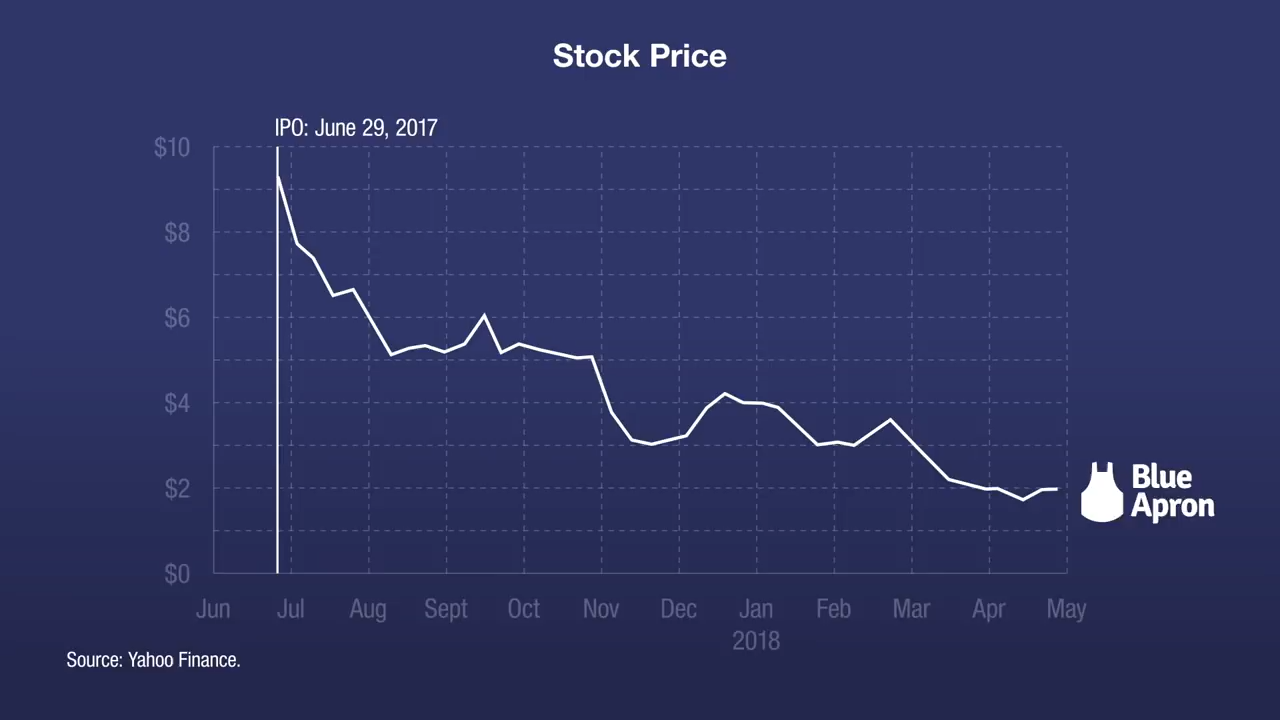 Stock Price
IPO: June 29, 2017
$10
$8
$6
$4
$2
$0
Blue
Apron
Jun Jul Aug Sept Oct Nov Dec Jan Feb Mar Apr May
2018
Source: Yahoo Finance.